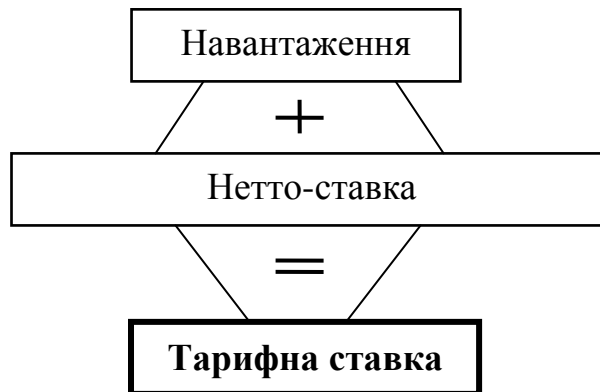 Навантаження
+
Нетто-ставка
=
Тарифна ставка